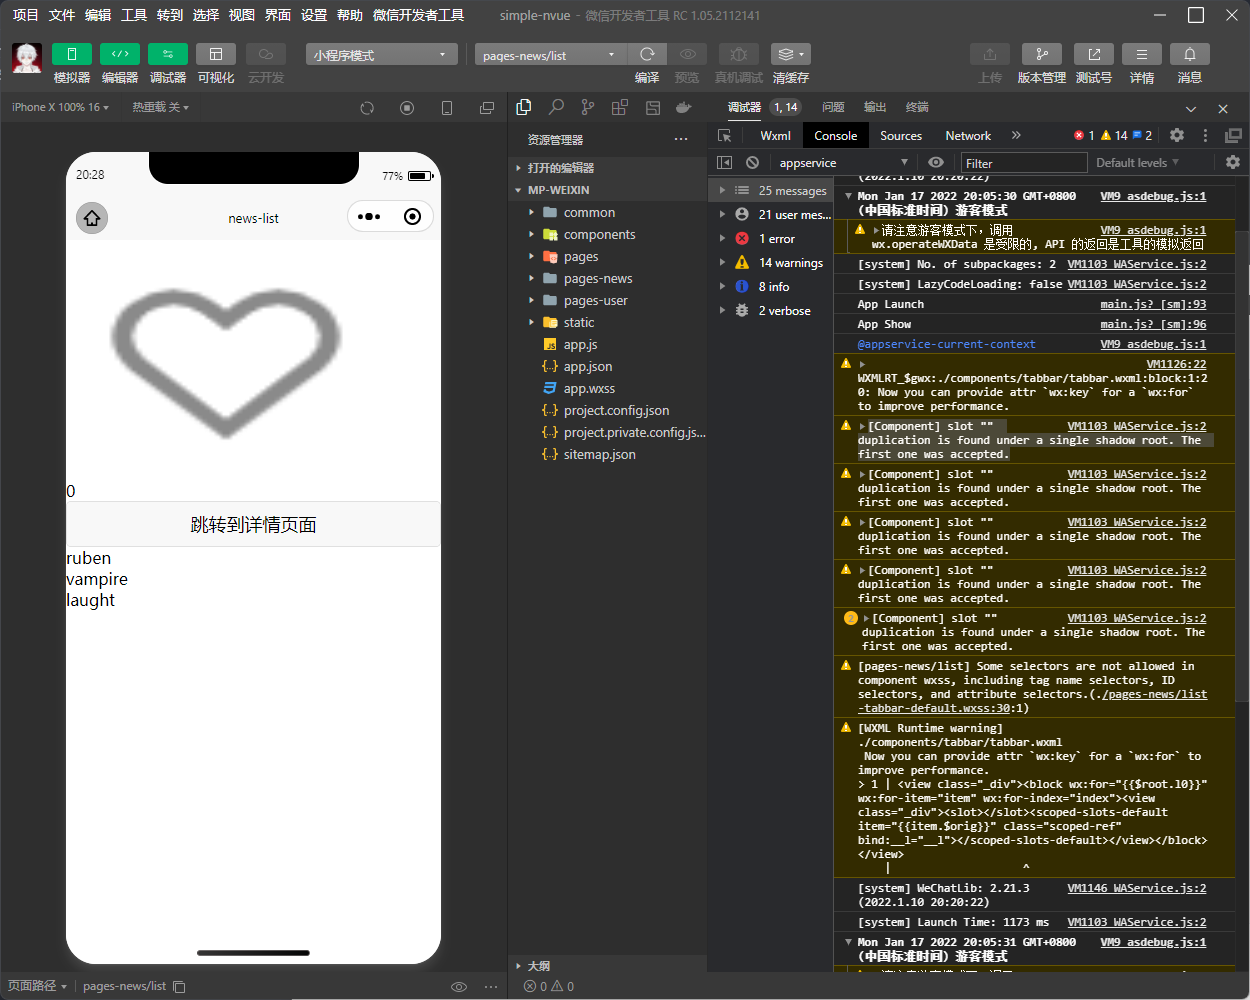 项目 文件 编辑 工具 转到 选择 视图 界面 设置 帮助 微信开发者工具 simple-nvue - 微信开发者工具 RC 1.05.2112141
小程序模式 pages-news/list
模拟器 编辑器 调试器 可视化 云开发 编译 预览 真机调试 清缓存 上传 版本管理 测试号 详情 消息
iPhone X 100% 16 热重载 关
20:28 77%
news-list
0
跳转到详情页面
ruben
vampire
laught
页面路径 pages-news/list
资源管理器
打开的编辑器
MP-WEIXIN
common
components
pages
pages-news
pages-user
static
app.js
app.json
app.wxss
project.config.json
project.private.config.js...
sitemap.json
大纲
0 0
调试器 1, 14 问题 输出 终端
Wxml Console Sources Network 1 14 2
appservice Filter Default levels
25 messages
21 user mes...
1 error
14 warnings
8 info
2 verbose
(2022.1.10 20:20:22)
Mon Jan 17 2022 20:05:30 GMT+0800 VM9 asdebug.js:1
(中国标准时间) 游客模式
请注意游客模式下，调用 VM9 asdebug.js:1
wx.operateWXData 是受限的, API 的返回是工具的模拟返回
[system] No. of subpackages: 2 VM1103 WAService.js:2
[system] LazyCodeLoading: false VM1103 WAService.js:2
App Launch main.js? [sm]:93
App Show main.js? [sm]:96
@appservice-current-context VM9 asdebug.js:1
VM1126:22
WXMLRT_$gwx:./components/tabbar/tabbar.wxml:block:1:2
0: Now you can provide attr `wx:key` for a `wx:for`
to improve performance.
[Component] slot "" VM1103 WAService.js:2
duplication is found under a single shadow root. The
first one was accepted.
[Component] slot "" VM1103 WAService.js:2
duplication is found under a single shadow root. The
first one was accepted.
[Component] slot "" VM1103 WAService.js:2
duplication is found under a single shadow root. The
first one was accepted.
[Component] slot "" VM1103 WAService.js:2
duplication is found under a single shadow root. The
first one was accepted.
2 [Component] slot "" VM1103 WAService.js:2
duplication is found under a single shadow root. The
first one was accepted.
[pages-news/list] Some selectors are not allowed in
component wxss, including tag name selectors, ID
selectors, and attribute selectors.(./pages-news/list
-tabbar-default.wxss:30:1)
[WXML Runtime warning]
./components/tabbar/tabbar.wxml
Now you can provide attr `wx:key` for a `wx:for` to
improve performance.
> 1 | <view class="_div"><block wx:for="{{$root.l0}}"
wx:for-item="item" wx:for-index="index"><view
class="_div"><slot></slot><scoped-slots-default
item="{{item.$orig}}" class="scoped-ref"
bind:__l="__l"></scoped-slots-default></view></block>
</view>
| ^
[system] WeChatLib: 2.21.3 VM1146 WAService.js:2
(2022.1.10 20:20:22)
[system] Launch Time: 1173 ms VM1103 WAService.js:2
Mon Jan 17 2022 20:05:31 GMT+0800 VM9 asdebug.js:1
(中国标准时间) 游客模式